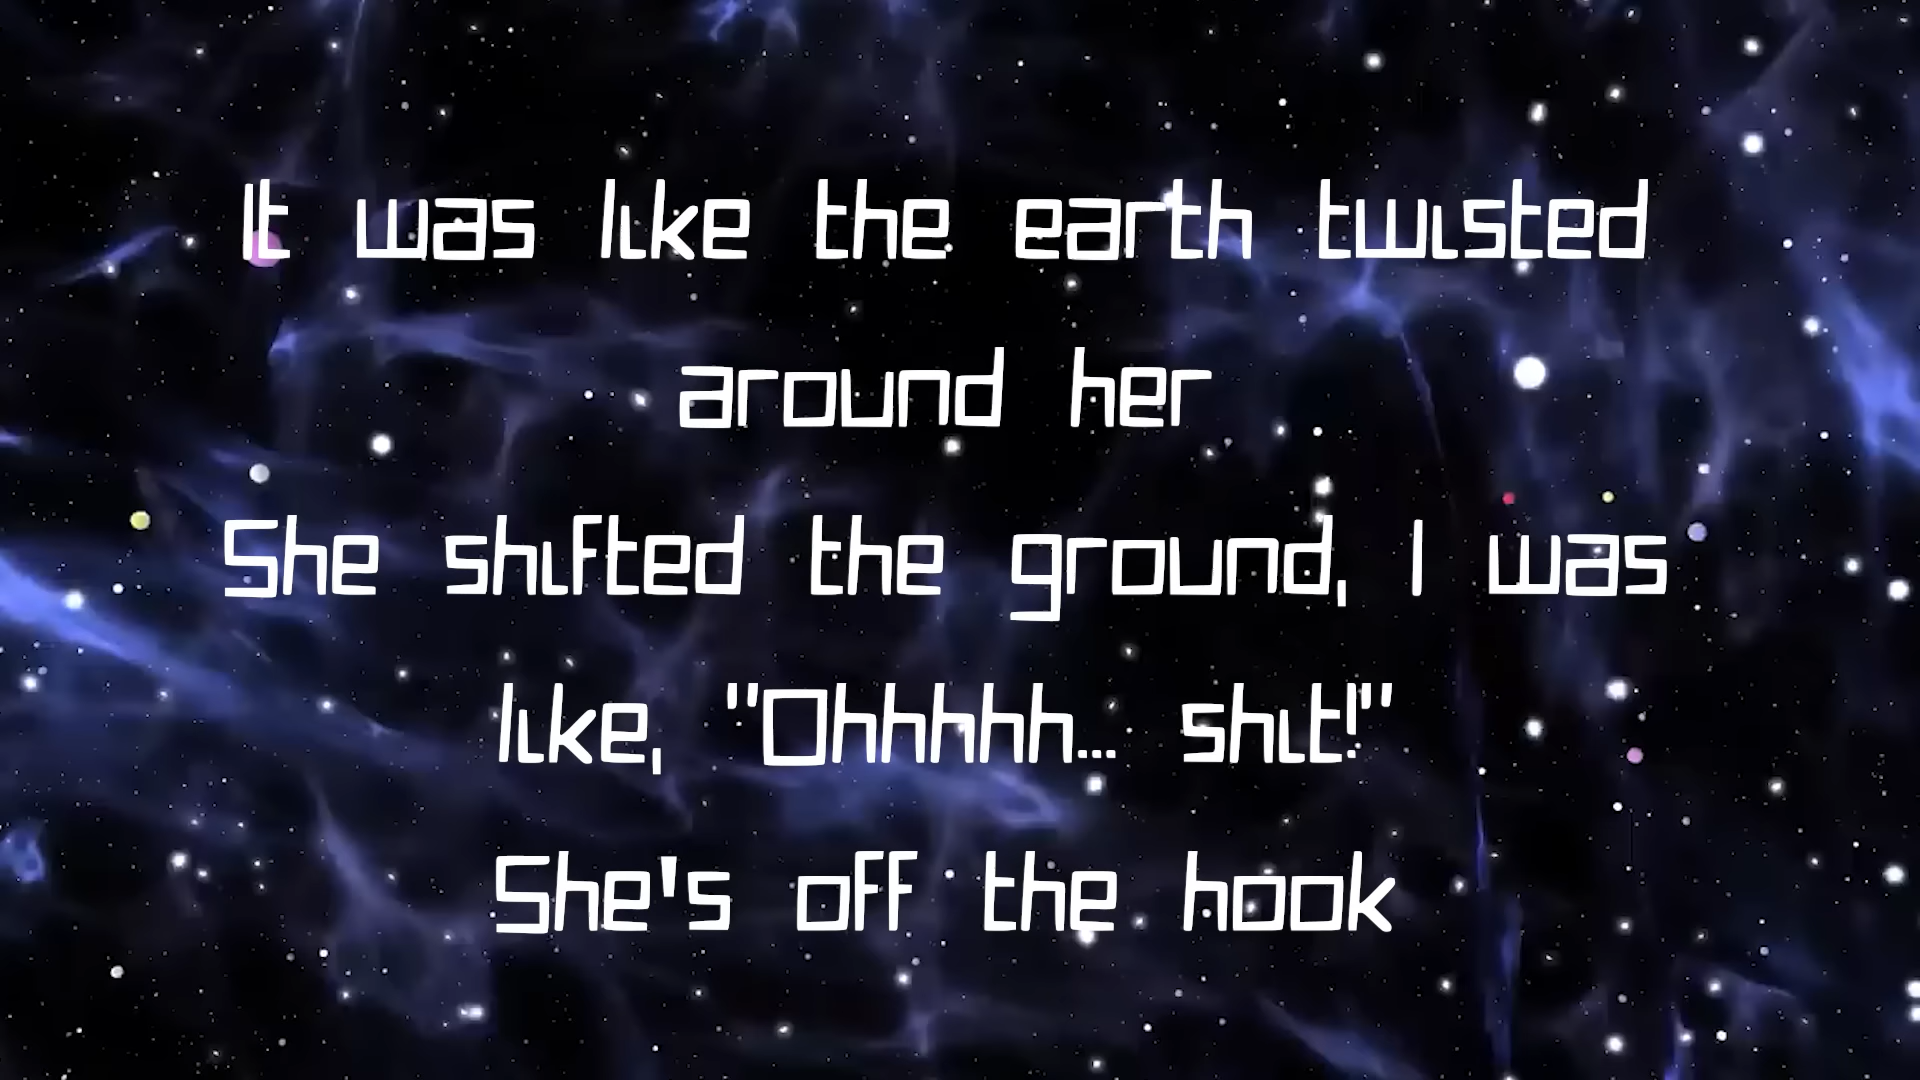 It was like the earth twisted
around her
She shifted the ground, I was
like, "Ohhhhh... shit!"
She's off the hook